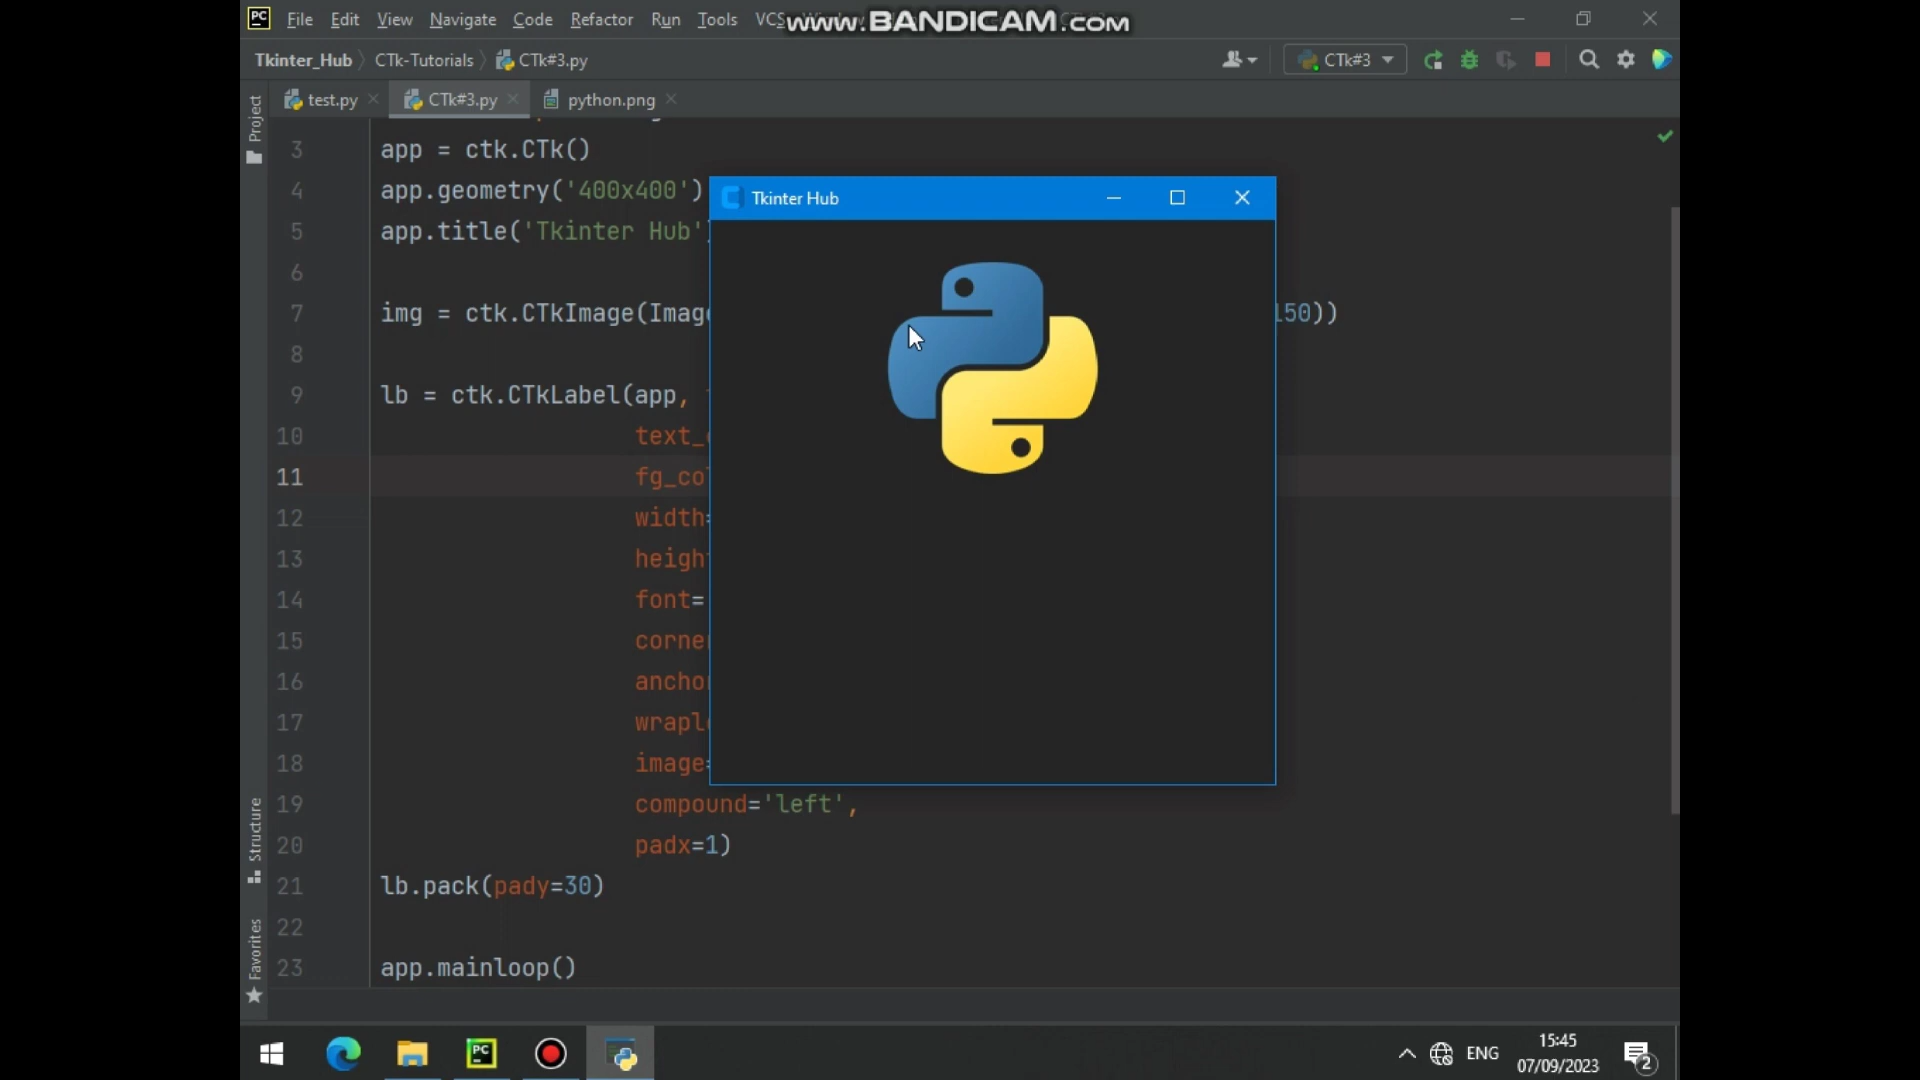 PC File Edit View Navigate Code Refactor Run Tools VCS
www.BANDICAM.com
Tkinter_Hub CTk-Tutorials CTk#3.py
CTk#3
test.py CTk#3.py python.png
Project
3 app = ctk.CTk()
4 app.geometry('400x400')
5 app.title('Tkinter Hub'
6
7 img = ctk.CTkImage(Imag 150))
8
9 lb = ctk.CTkLabel(app,
10 text_
11 fg_co
12 width=
13 heigh
14 font=
15 corne
16 ancho
17 wrapl
18 image=
19 compound='left',
20 padx=1)
21 lb.pack(pady=30)
22
23 app.mainloop()
Tkinter Hub
Structure
Favorites
PC
ENG
15:45
07/09/2023
2